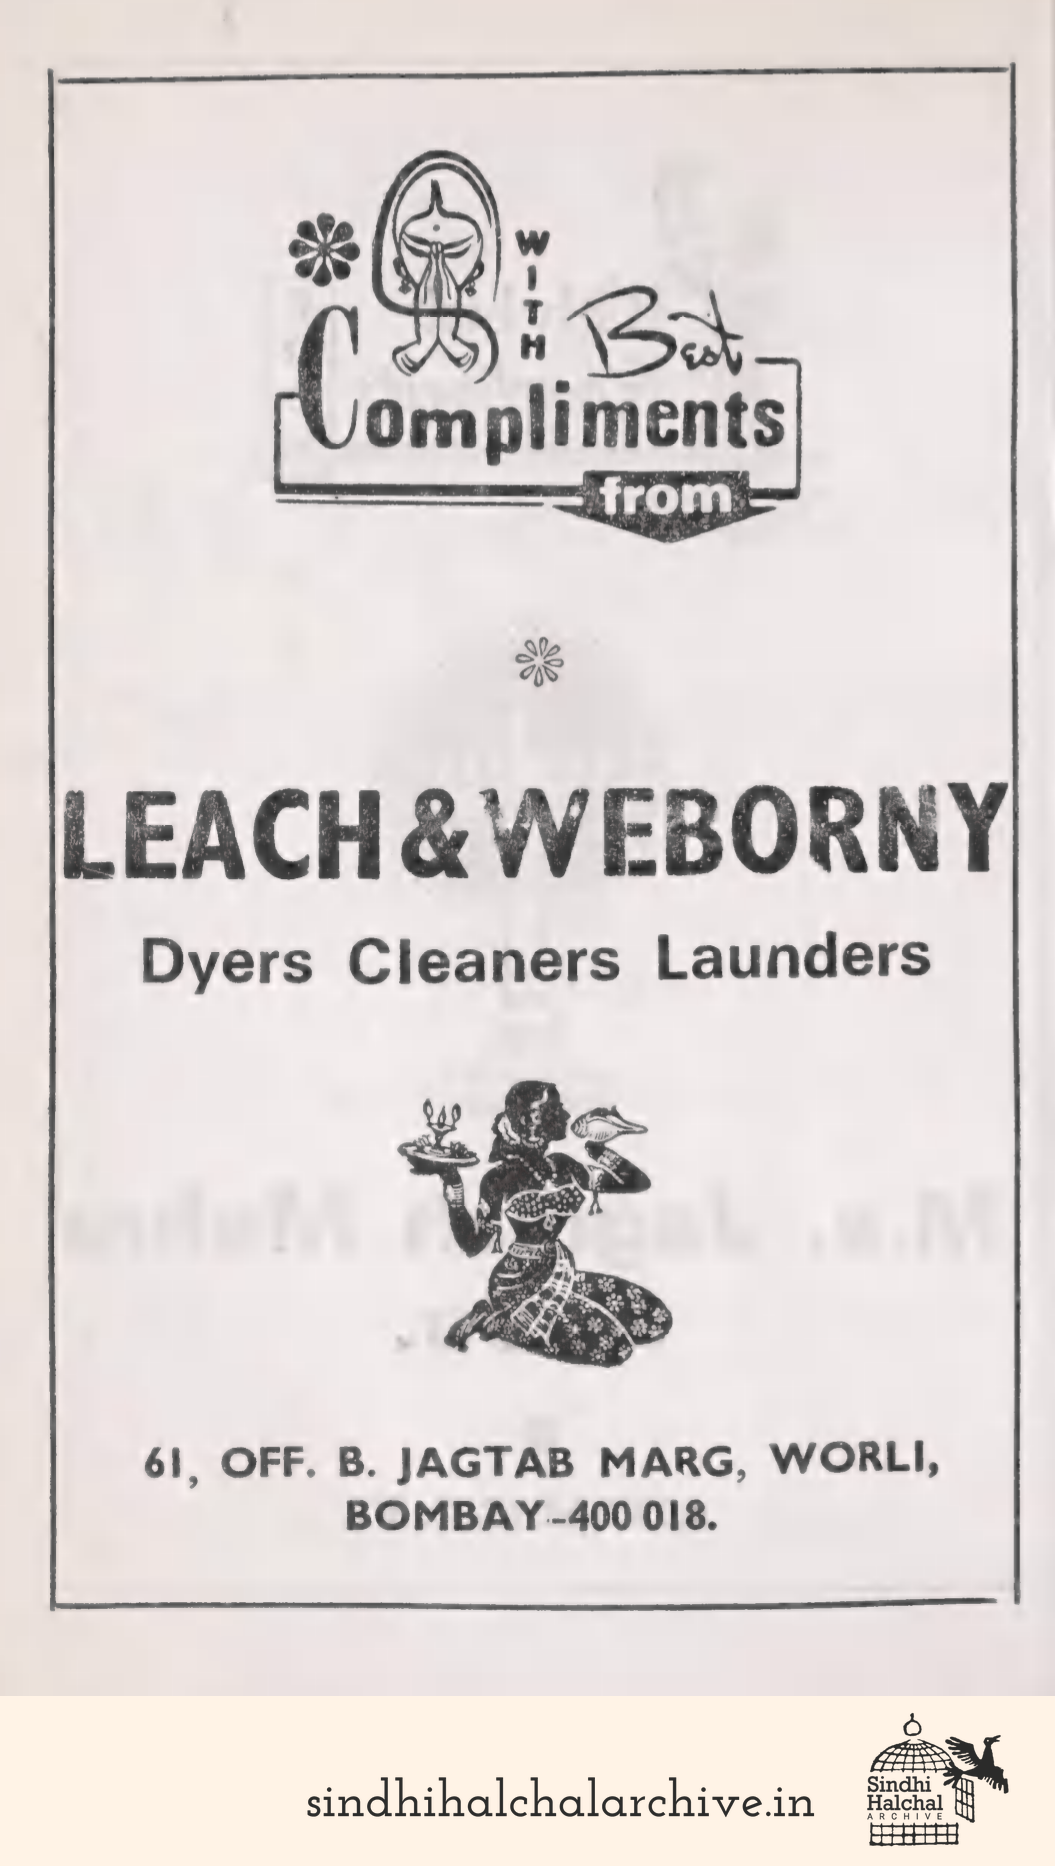 WITH Best
Compliments
from
LEACH & WEBORNY
Dyers Cleaners Launders
61, OFF. B. JAGTAB MARG, WORLI,
BOMBAY-400 018.
sindhihalchalarchive.in
Sindhi
Halchal
ARCHIVE